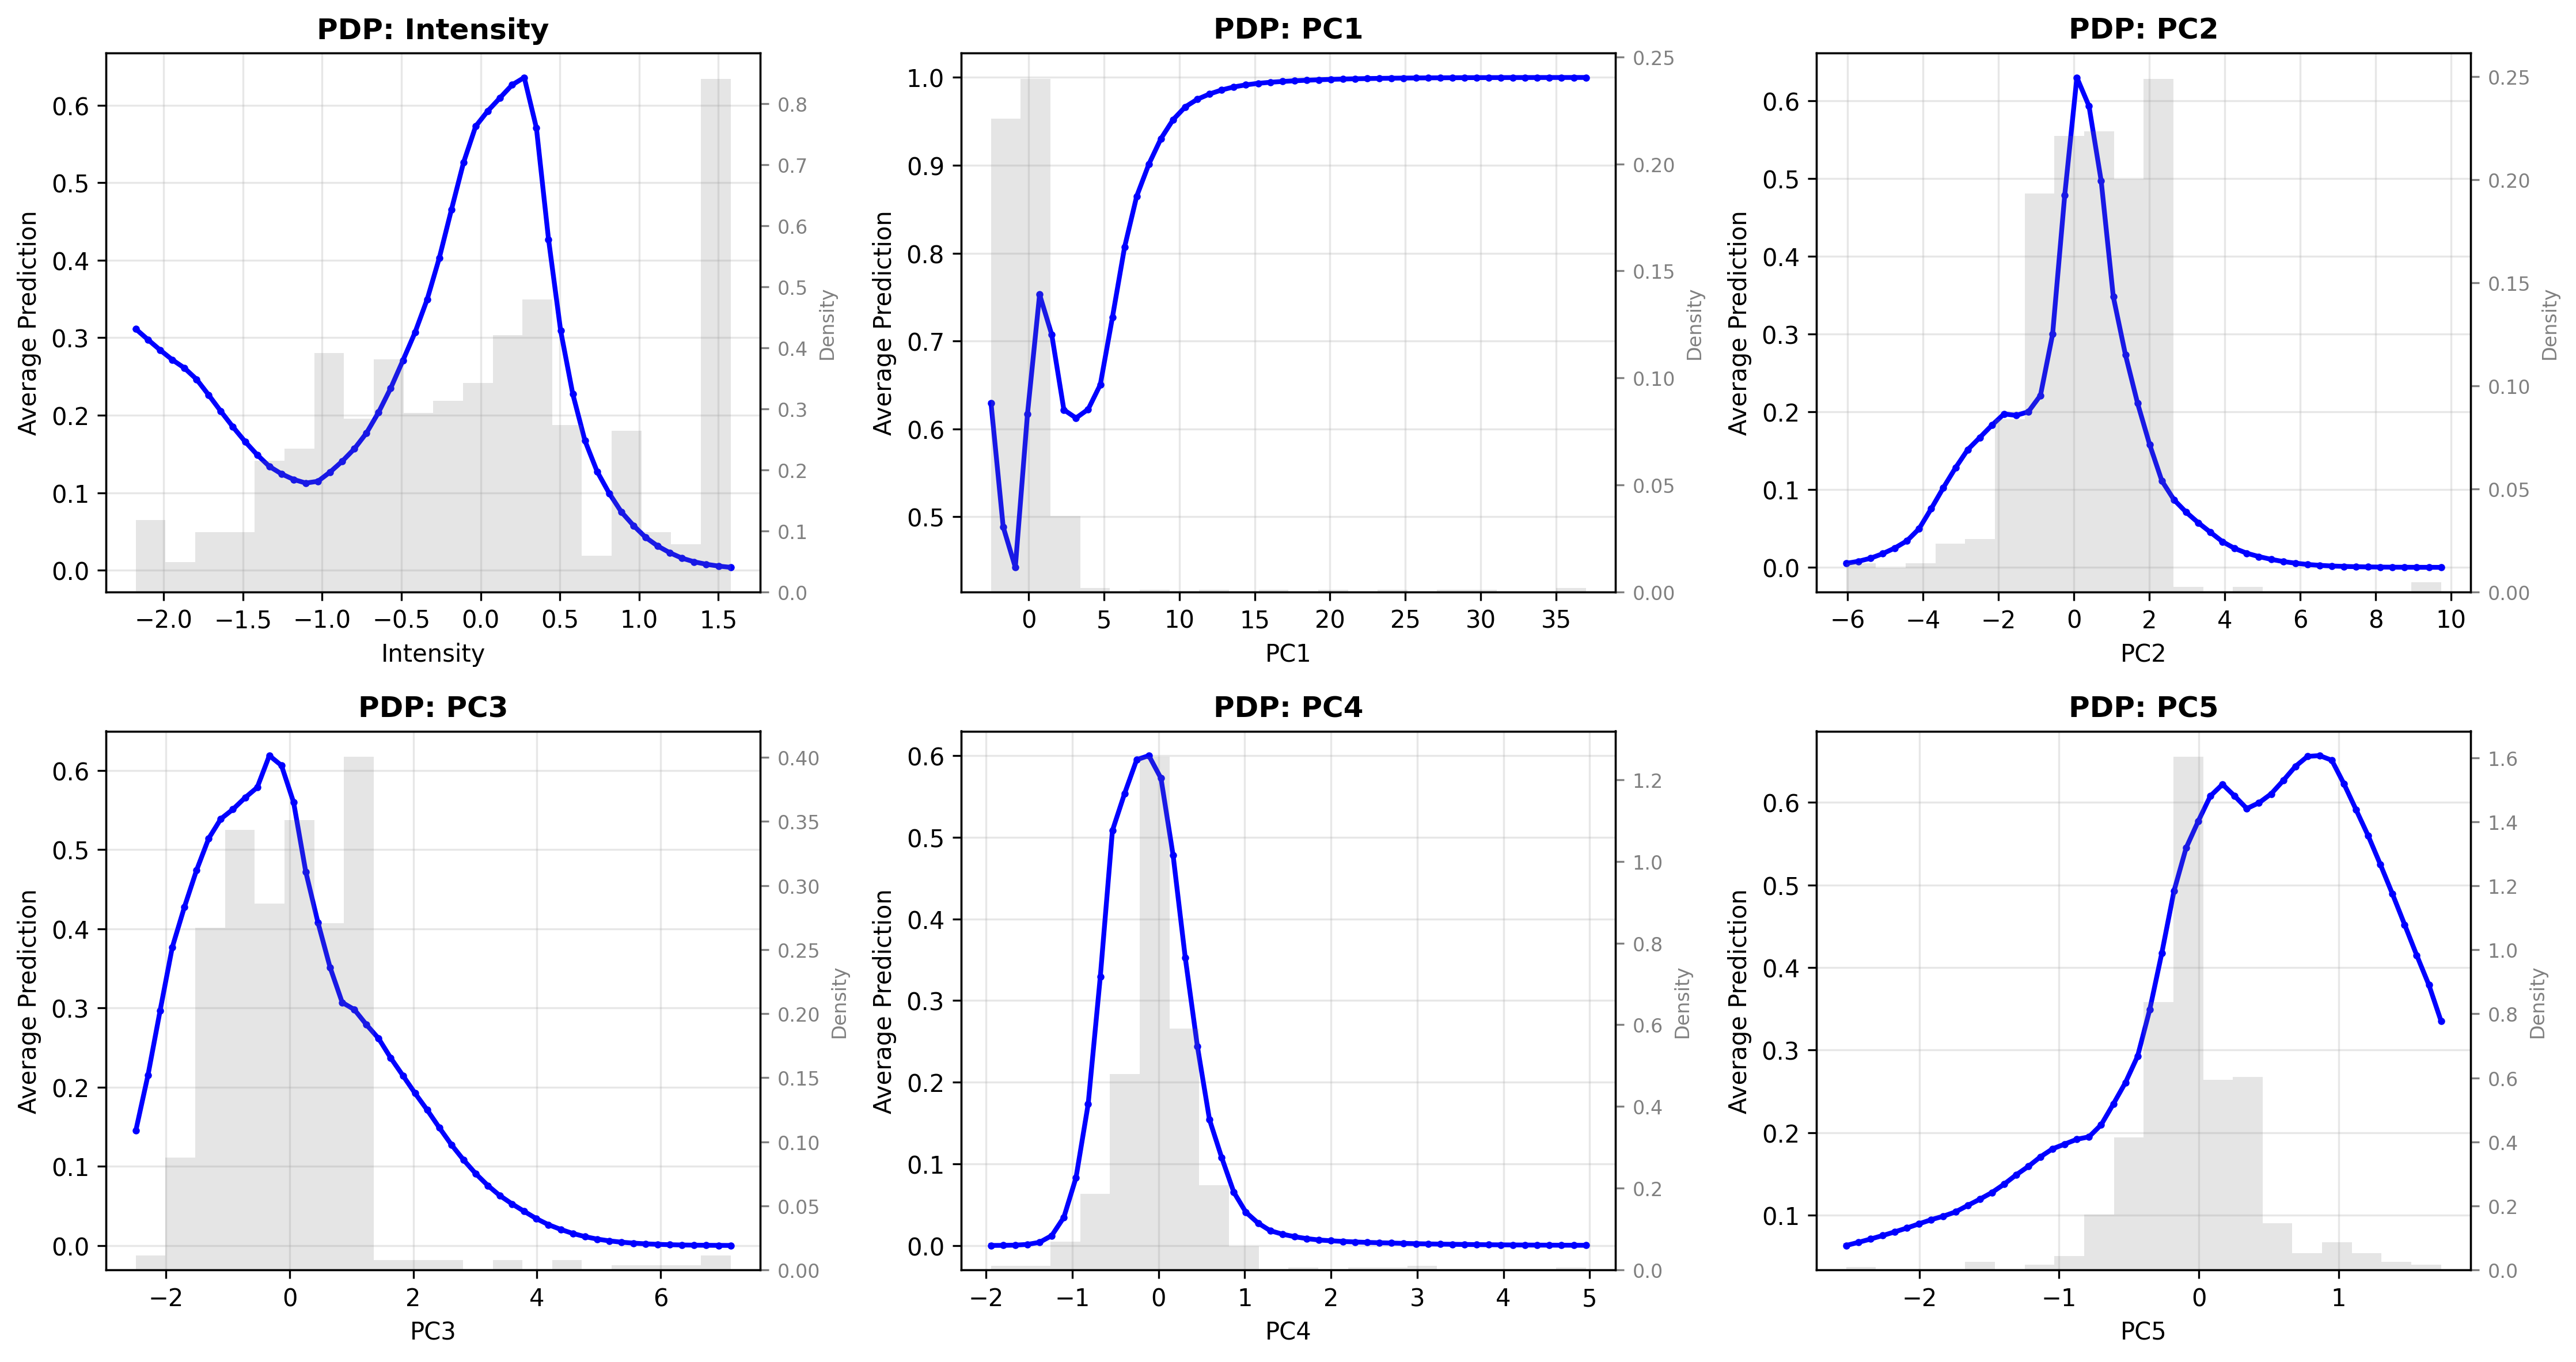 PDP: Intensity
Average Prediction
0.6
0.5
0.4
0.3
0.2
0.1
0.0
0.8
0.7
0.6
0.5
0.4
0.3
0.2
0.1
0.0
Density
−2.0 −1.5 −1.0 −0.5 0.0 0.5 1.0 1.5
Intensity
PDP: PC1
Average Prediction
1.0
0.9
0.8
0.7
0.6
0.5
0.25
0.20
0.15
0.10
0.05
0.00
Density
0 5 10 15 20 25 30 35
PC1
PDP: PC2
Average Prediction
0.6
0.5
0.4
0.3
0.2
0.1
0.0
0.25
0.20
0.15
0.10
0.05
0.00
Density
−6 −4 −2 0 2 4 6 8 10
PC2
PDP: PC3
Average Prediction
0.6
0.5
0.4
0.3
0.2
0.1
0.0
0.40
0.35
0.30
0.25
0.20
0.15
0.10
0.05
0.00
Density
−2 0 2 4 6
PC3
PDP: PC4
Average Prediction
0.6
0.5
0.4
0.3
0.2
0.1
0.0
1.2
1.0
0.8
0.6
0.4
0.2
0.0
Density
−2 −1 0 1 2 3 4 5
PC4
PDP: PC5
Average Prediction
0.6
0.5
0.4
0.3
0.2
0.1
1.6
1.4
1.2
1.0
0.8
0.6
0.4
0.2
0.0
Density
−2 −1 0 1
PC5